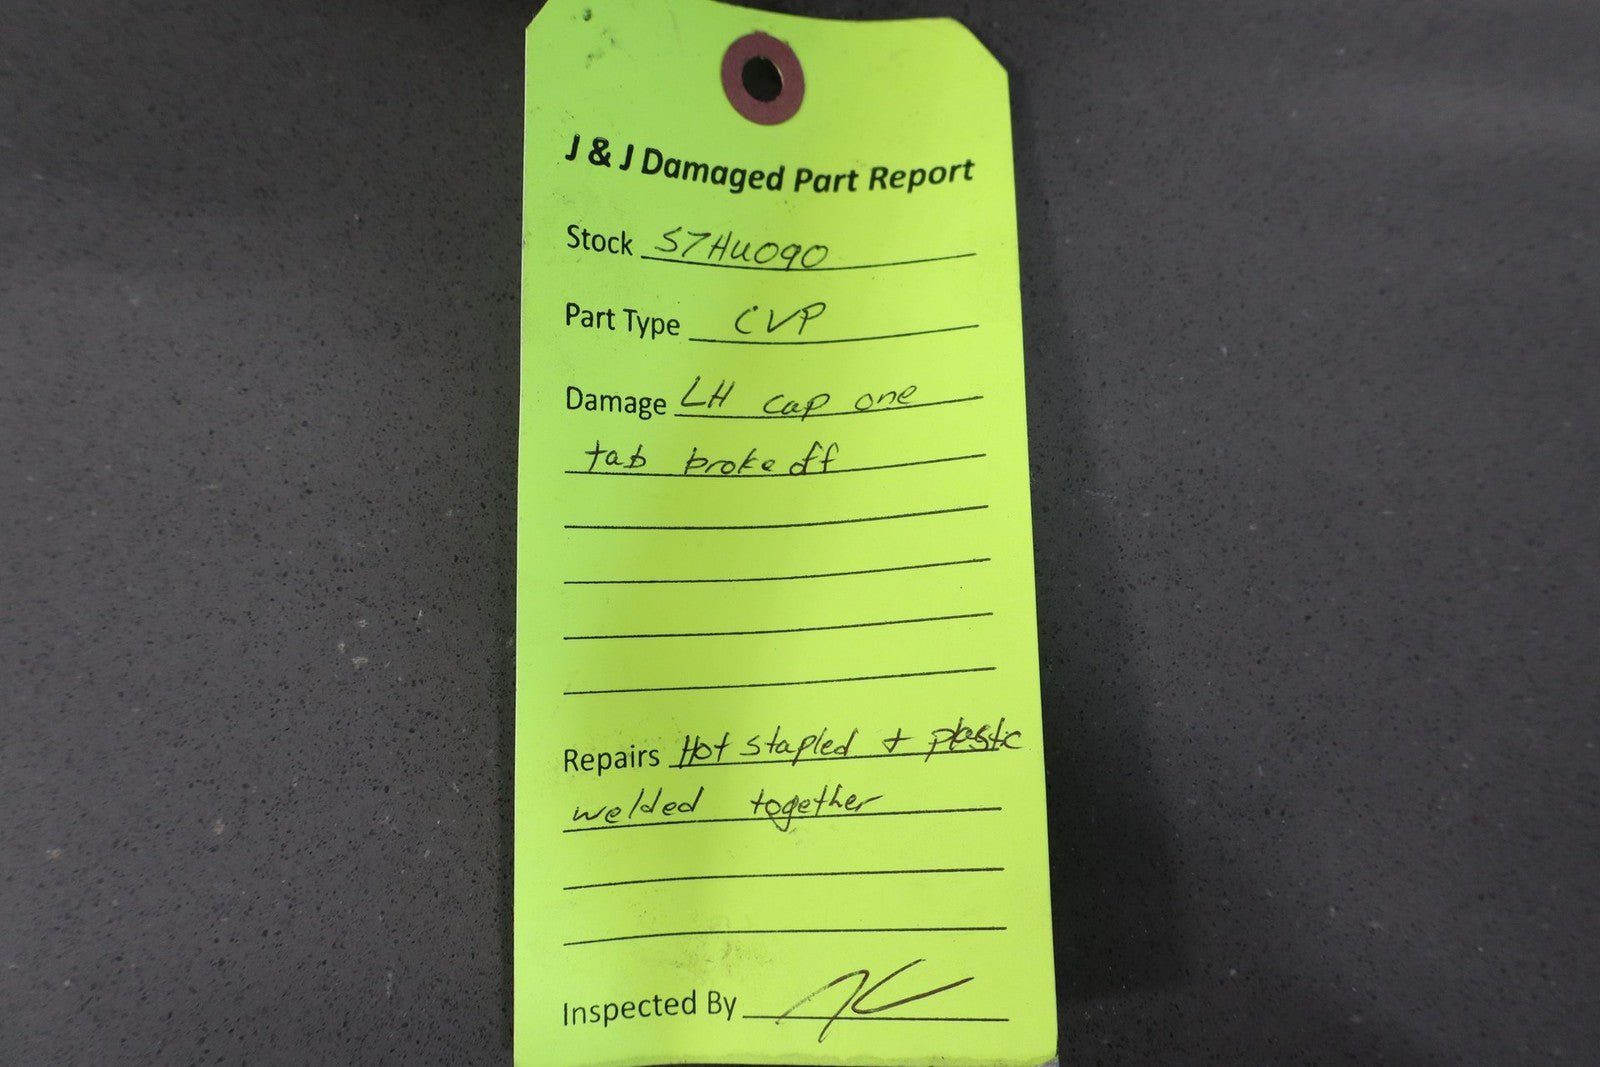 J & J Damaged Part Report
Stock S7HU090
Part Type CVP
Damage LH cap one
tab broke off
Repairs Hot stapled + plastic
welded together
Inspected By